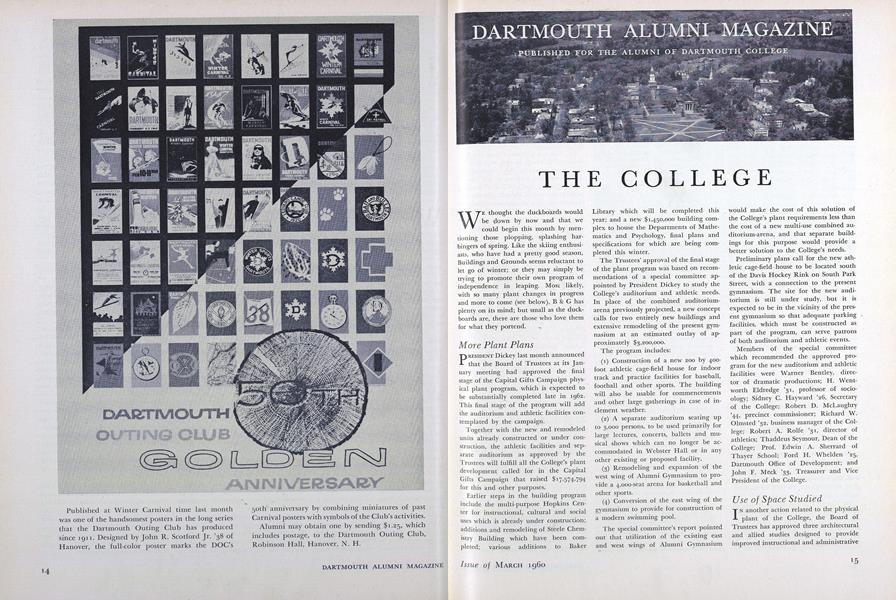 DARTMOUTH
OUTING CLUB
50TH
GOLDEN
ANNIVERSARY
Published at Winter Carnival time last month
was one of the handsomest posters in the long series
that the Dartmouth Outing Club has produced
since 1911. Designed by John R. Scotford Jr. '38 of
Hanover, the full-color poster marks the DOC's
50th anniversary by combining miniatures of past
Carnival posters with symbols of the Club's activities.
Alumni may obtain one by sending $1.25, which
includes postage, to the Dartmouth Outing Club,
Robinson Hall, Hanover, N. H.
14
DARTMOUTH ALUMNI MAGAZINE
DARTMOUTH ALUMNI MAGAZINE
PUBLISHED FOR THE ALUMNI OF DARTMOUTH COLLEGE
THE COLLEGE
WE thought the duckboards would
be down by now and that we
could begin this month by men-
tioning those plopping, splashing har-
bingers of spring. Like the skiing enthusi-
asts, who have had a pretty good season,
Buildings and Grounds seems reluctant to
let go of winter; or they may simply be
trying to promote their own program of
independence in leaping. Most likely,
with so many plant changes in progress
and more to come (see below), B & G has
plenty on its mind; but small as the duck-
boards are, there are those who love them
for what they portend.
More Plant Plans
PRESIDENT Dickey last month announced
that the Board of Trustees at its Jan-
uary meeting had approved the final
stage of the Capital Gifts Campaign phys-
ical plant program, which is expected to
be substantially completed late in 1962.
This final stage of the program will add
the auditorium and athletic facilities con-
templated by the campaign.
Together with the new and remodeled
units already constructed or under con-
struction, the athletic facilities and sep-
arate auditorium as approved by the
Trustees will fulfill all the College's plant
development called for in the Capital
Gifts Campaign that raised $17,574,794
for this and other purposes.
Earlier steps in the building program
include the multi-purpose Hopkins Cen-
ter for instructional, cultural and social
uses which is already under construction;
additions and remodeling of Steele Chem-
istry Building which have been com-
pleted; various additions to Baker
Library which will be completed this
year; and a new $1,450,000 building com-
plex to house the Departments of Mathe-
matics and Psychology, final plans and
specifications for which are being com-
pleted this winter.
The Trustees' approval of the final stage
of the plant program was based on recom-
mendations of a special committee ap-
pointed by President Dickey to study the
College's auditorium and athletic needs.
In place of the combined auditorium-
arena previously projected, a new concept
calls for two entirely new buildings and
extensive remodeling of the present gym-
nasium at an estimated outlay of ap-
proximately $3,200,000.
The program includes:
(1) Construction of a new 200 by 400-
foot athletic cage-field house for indoor
track and practice facilities for baseball,
football and other sports. The building
will also be usable for commencements
and other large gatherings in case of in-
clement weather.
(2) A separate auditorium seating up
to 3,000 persons, to be used primarily for
large lectures, concerts, ballets and mu-
sical shows which can no longer be ac-
commodated in Webster Hall or in any
other existing or proposed facility.
(3) Remodeling and expansion of the
west wing of Alumni Gymnasium to pro-
vide a 4,000-seat arena for basketball and
other sports.
(4) Conversion of the east wing of the
gymnasium to provide for construction of
a modern swimming pool.
The special committee's report pointed
out that utilization of the existing east
and west wings of Alumni Gymnasium
would make the cost of this solution of
the College's plant requirements less than
the cost of a new multi-use combined au-
ditorium-arena, and that separate build-
ings for this purpose would provide a
better solution to the College's needs.
Preliminary plans call for the new ath-
letic cage-field house to be located south
of the Davis Hockey Rink on South Park
Street, with a connection to the present
gymnasium. The site for the new audi-
torium is still under study, but it is
expected to be in the vicinity of the pres-
ent gymnasium so that adequate parking
facilities, which must be constructed as
part of the program, can serve patrons
of both auditorium and athletic events.
Members of the special committee
which recommended the approved pro-
gram for the new auditorium and athletic
facilities were Warner Bentley, direc-
tor of dramatic productions; H. Went-
worth Eldredge '31, professor of socio-
logy; Sidney C. Hayward '26, Secretary
of the College; Robert D. McLaughry
'44, precinct commissioner; Richard W.
Olmsted '32, business manager of the Col-
lege; Robert A. Rolfe '31, director of
athletics; Thaddeus Seymour, Dean of the
College; Prof. Edwin A. Sherrard of
Thayer School; Ford H. Whelden '25,
Dartmouth Office of Development; and
John F. Meck '33, Treasurer and Vice
President of the College.
Use of Space Studied
IN another action related to the physical
plant of the College, the Board of
Trustees has approved three architectural
and allied studies designed to provide
improved instructional and administrative
Issue of MARCH 1960
15